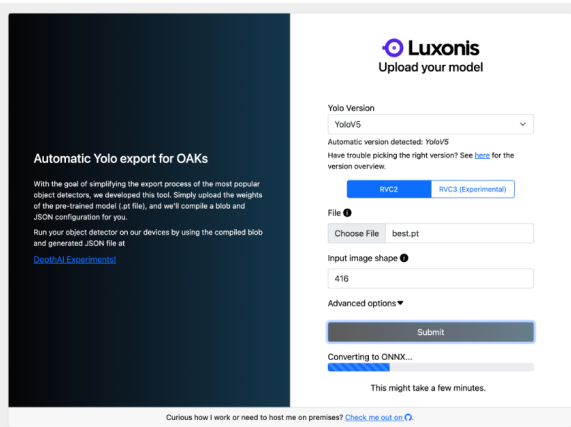 Automatic Yolo export for OAKs
With the goal of simplifying the export process of the most popular
object detectors, we developed this tool. Simply upload the weights
of the pre-trained model (.pt file), and we'll compile a blob and
JSON configuration for you.
Run your object detector on our devices by using the compiled blob
and generated JSON file at
DepthAI Experiments!
Luxonis
Upload your model
Yolo Version
YoloV5
Automatic version detected: YoloV5
Have trouble picking the right version? See here for the
version overview.
RVC2 RVC3 (Experimental)
File
Choose File best.pt
Input image shape
416
Advanced options▼
Submit
Converting to ONNX...
This might take a few minutes.
Curious how I work or need to host me on premises? Check me out on .